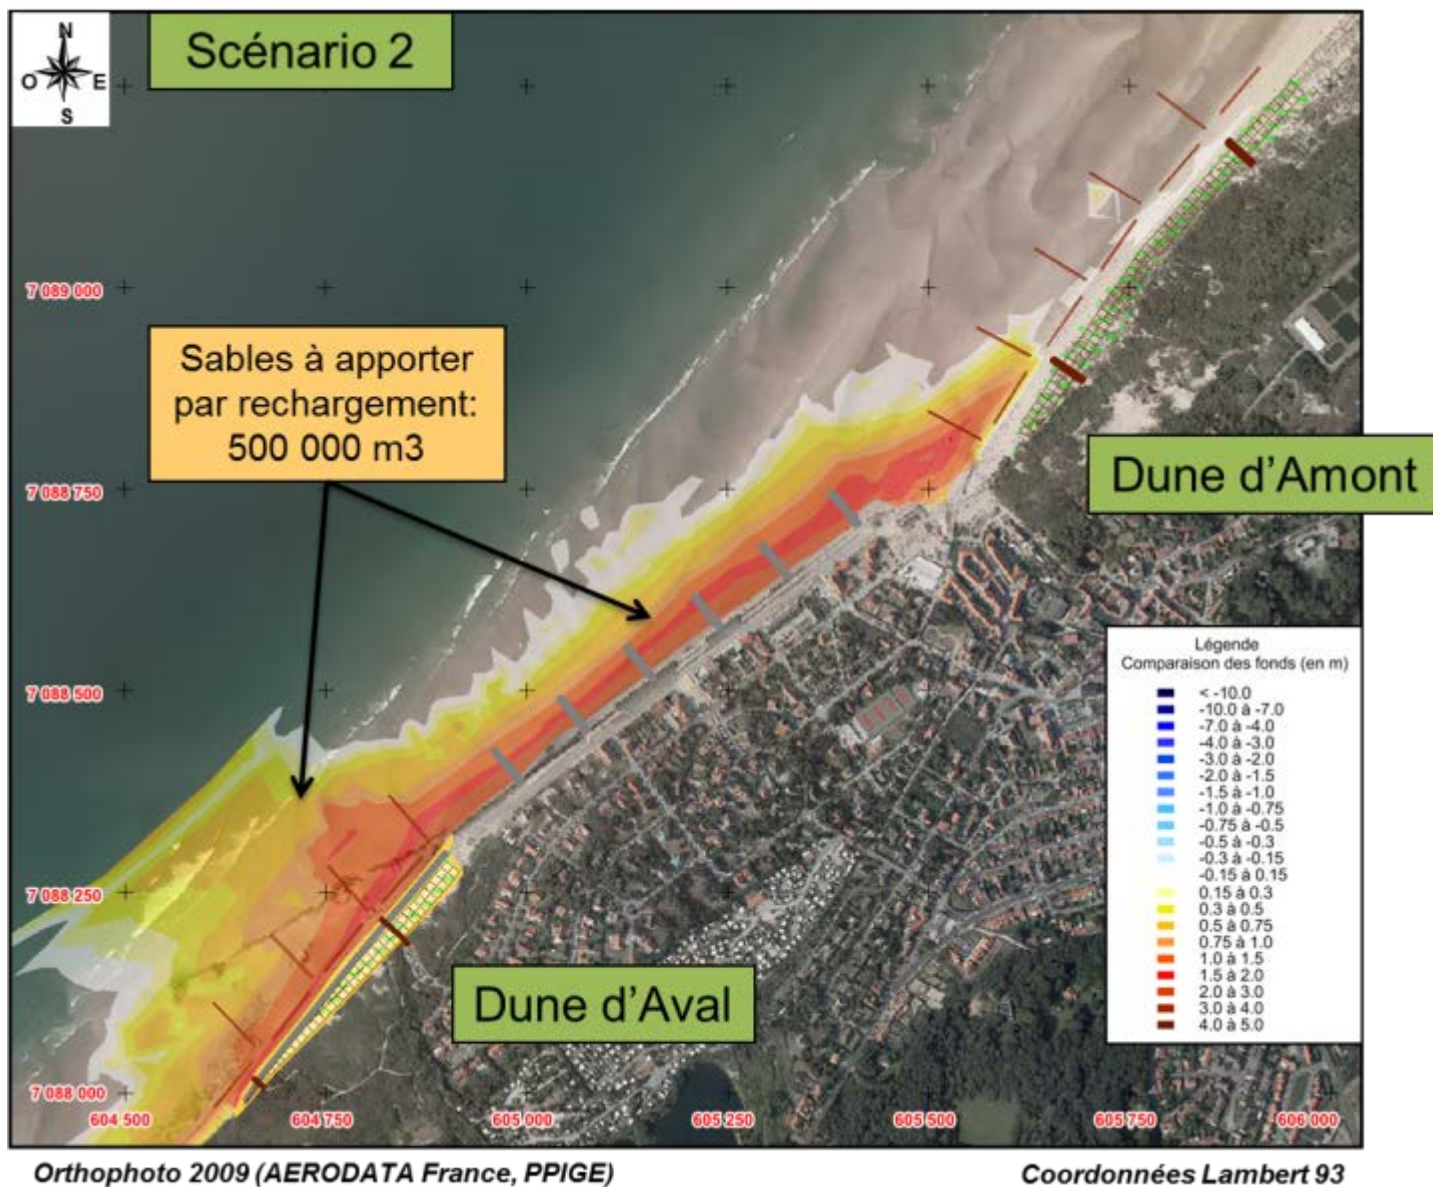 N
O E
S
Scénario 2
7 089 000
Sables à apporter
par rechargement:
500 000 m3
7 088 750
Dune d'Amont
7 088 500
Légende
Comparaison des fonds (en m)
< -10.0
-10.0 à -7.0
-7.0 à -4.0
-4.0 à -3.0
-3.0 à -2.0
-2.0 à -1.5
-1.5 à -1.0
-1.0 à -0.75
-0.75 à -0.5
-0.5 à -0.3
-0.3 à -0.15
-0.15 à 0.15
0.15 à 0.3
0.3 à 0.5
0.5 à 0.75
0.75 à 1.0
1.0 à 1.5
1.5 à 2.0
2.0 à 3.0
3.0 à 4.0
4.0 à 5.0
7 088 250
Dune d'Aval
7 088 000
604 500 604 750 605 000 605 250 605 500 605 750 606 000
Orthophoto 2009 (AERODATA France, PPIGE)
Coordonnées Lambert 93